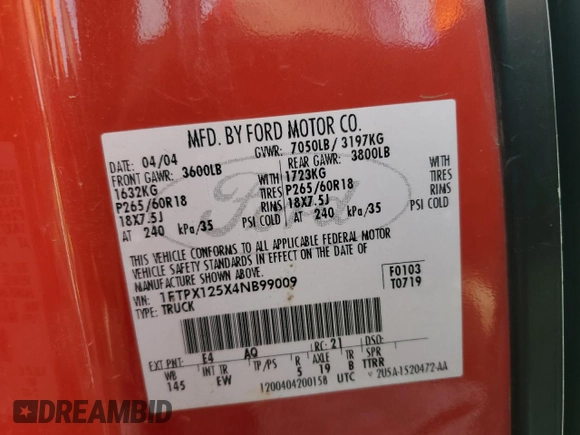 MFD. BY FORD MOTOR CO.
DATE: 04/04 GVWR: 7050LB/ 3197KG
FRONT GAWR: 3600LB REAR GAWR: 3800LB
1632KG WITH 1723KG WITH
P265/60R18 TIRES P265/60R18 TIRES
18X7.5J RIMS 18X7.5J RIMS
AT 240 kPa/35 PSI COLD AT 240 kPa/35 PSI COLD
THIS VEHICLE CONFORMS TO ALL APPLICABLE FEDERAL MOTOR
VEHICLE SAFETY STANDARDS IN EFFECT ON THE DATE OF
MANUFACTURE SHOWN ABOVE.
VIN: 1FTPX125X4NB99009 F0103
TYPE: TRUCK T0719
EXT PNT: E4 AQ RC: 21 DSO:
WB INT TR TP/PS R AXLE TR SPR
145 EW 5 19 B TTRR
1200404200158 UTC V 2U5A-1520472-AA
Ford
DREAMBID